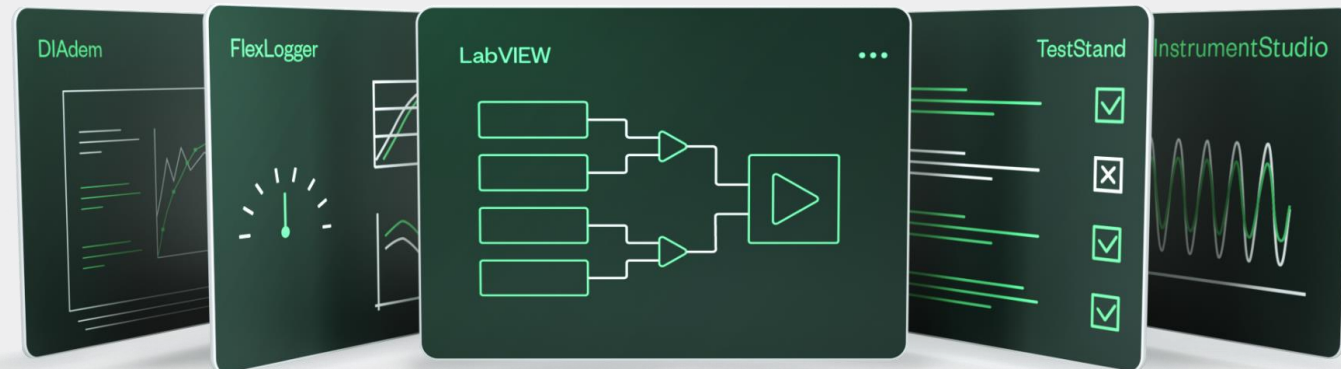 DIAdem
FlexLogger
LabVIEW
TestStand
InstrumentStudio